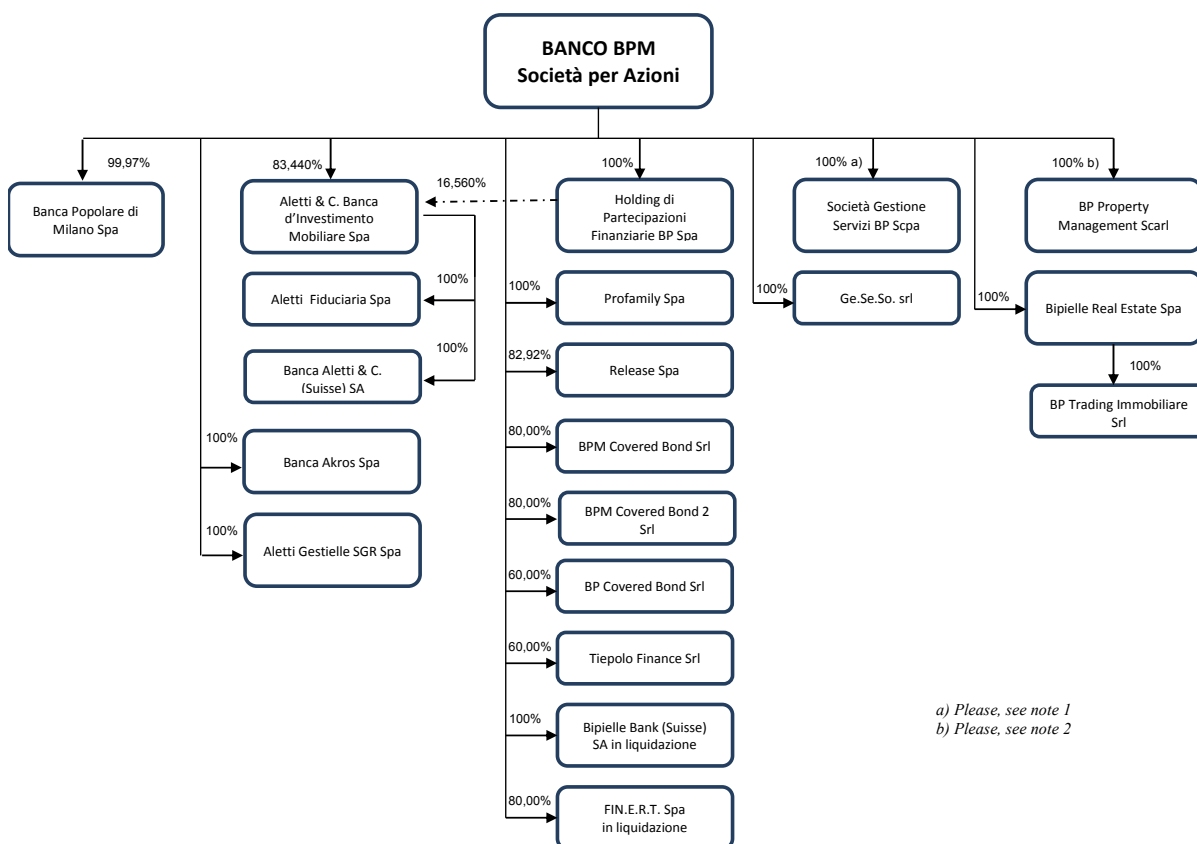 BANCO BPM
Società per Azioni
99,97%
Banca Popolare di
Milano Spa
83,440%
Aletti & C. Banca
d'Investimento
Mobiliare Spa
16,560%
100%
Holding di
Partecipazioni
Finanziarie BP Spa
100% a)
Società Gestione
Servizi BP Scpa
100% b)
BP Property
Management Scarl
100%
Aletti  Fiduciaria Spa
100%
Banca Aletti & C.
(Suisse) SA
100%
Banca Akros Spa
100%
Aletti Gestielle SGR Spa
100%
Profamily Spa
82,92%
Release Spa
80,00%
BPM Covered Bond Srl
80,00%
BPM Covered Bond 2
Srl
60,00%
BP Covered Bond Srl
60,00%
Tiepolo Finance Srl
100%
Bipielle Bank (Suisse)
SA in liquidazione
80,00%
FIN.E.R.T. Spa
in liquidazione
100%
Ge.Se.So. srl
100%
Bipielle Real Estate Spa
100%
BP Trading Immobiliare
Srl
a) Please, see note 1
b) Please, see note 2